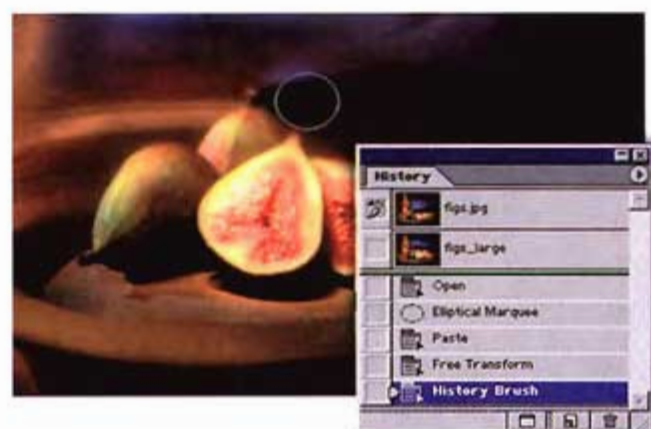 History
figs.jpg
figs_large
Open
Elliptical Marquee
Paste
Free Transform
History Brush